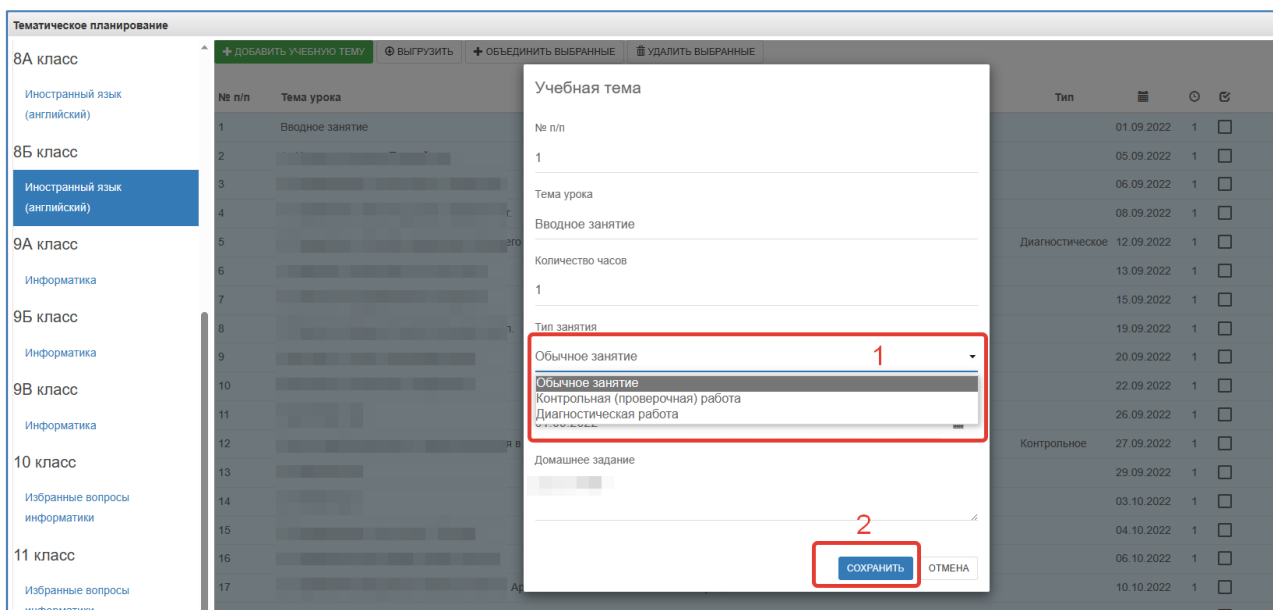 Тематическое планирование
8А класс
Иностранный язык
(английский)
8Б класс
Иностранный язык
(английский)
9А класс
Информатика
9Б класс
Информатика
9В класс
Информатика
10 класс
Избранные вопросы
информатики
11 класс
Избранные вопросы
информатики
ДОБАВИТЬ УЧЕБНУЮ ТЕМУ ВЫГРУЗИТЬ ОБЪЕДИНИТЬ ВЫБРАННЫЕ УДАЛИТЬ ВЫБРАННЫЕ
№ п/п Тема урока Тип
1 Вводное занятие 01.09.2022 1
2 05.09.2022 1
3 06.09.2022 1
4 08.09.2022 1
5 его Диагностическое 12.09.2022 1
6 13.09.2022 1
7 15.09.2022 1
8 19.09.2022 1
9 20.09.2022 1
10 22.09.2022 1
11 26.09.2022 1
12 Контрольное 27.09.2022 1
13 29.09.2022 1
14 03.10.2022 1
15 04.10.2022 1
16 06.10.2022 1
17 10.10.2022 1
Учебная тема
№ п/п
1
Тема урока
Вводное занятие
Количество часов
1
Тип занятия
Обычное занятие 1
Обычное занятие
Контрольная (проверочная) работа
Диагностическая работа
Домашнее задание
2
СОХРАНИТЬ ОТМЕНА